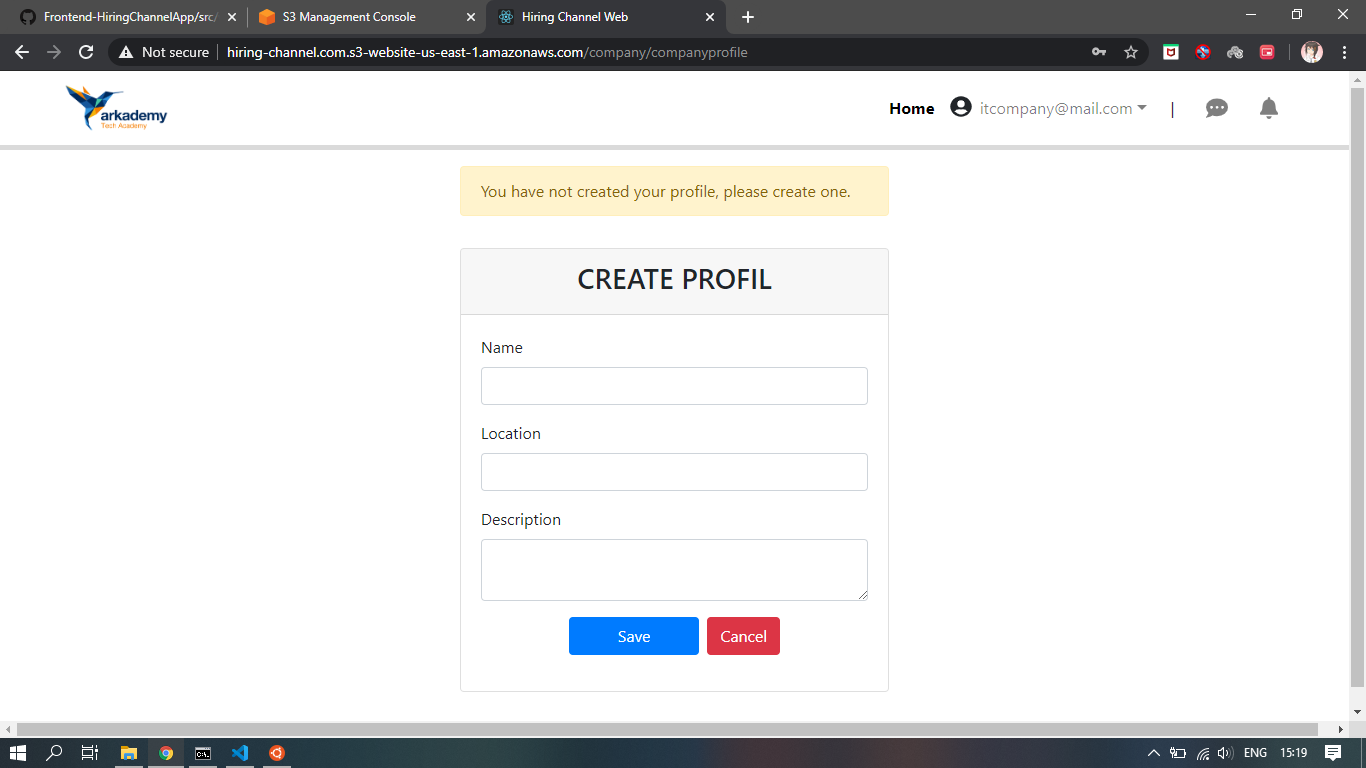 Frontend-HiringChannelApp/src/
S3 Management Console
Hiring Channel Web
Not secure
hiring-channel.com.s3-website-us-east-1.amazonaws.com/company/companyprofile
arkademy
Tech Academy
Home
itcompany@mail.com
|
You have not created your profile, please create one.
CREATE PROFIL
Name
Location
Description
Save
Cancel
ENG
15:19